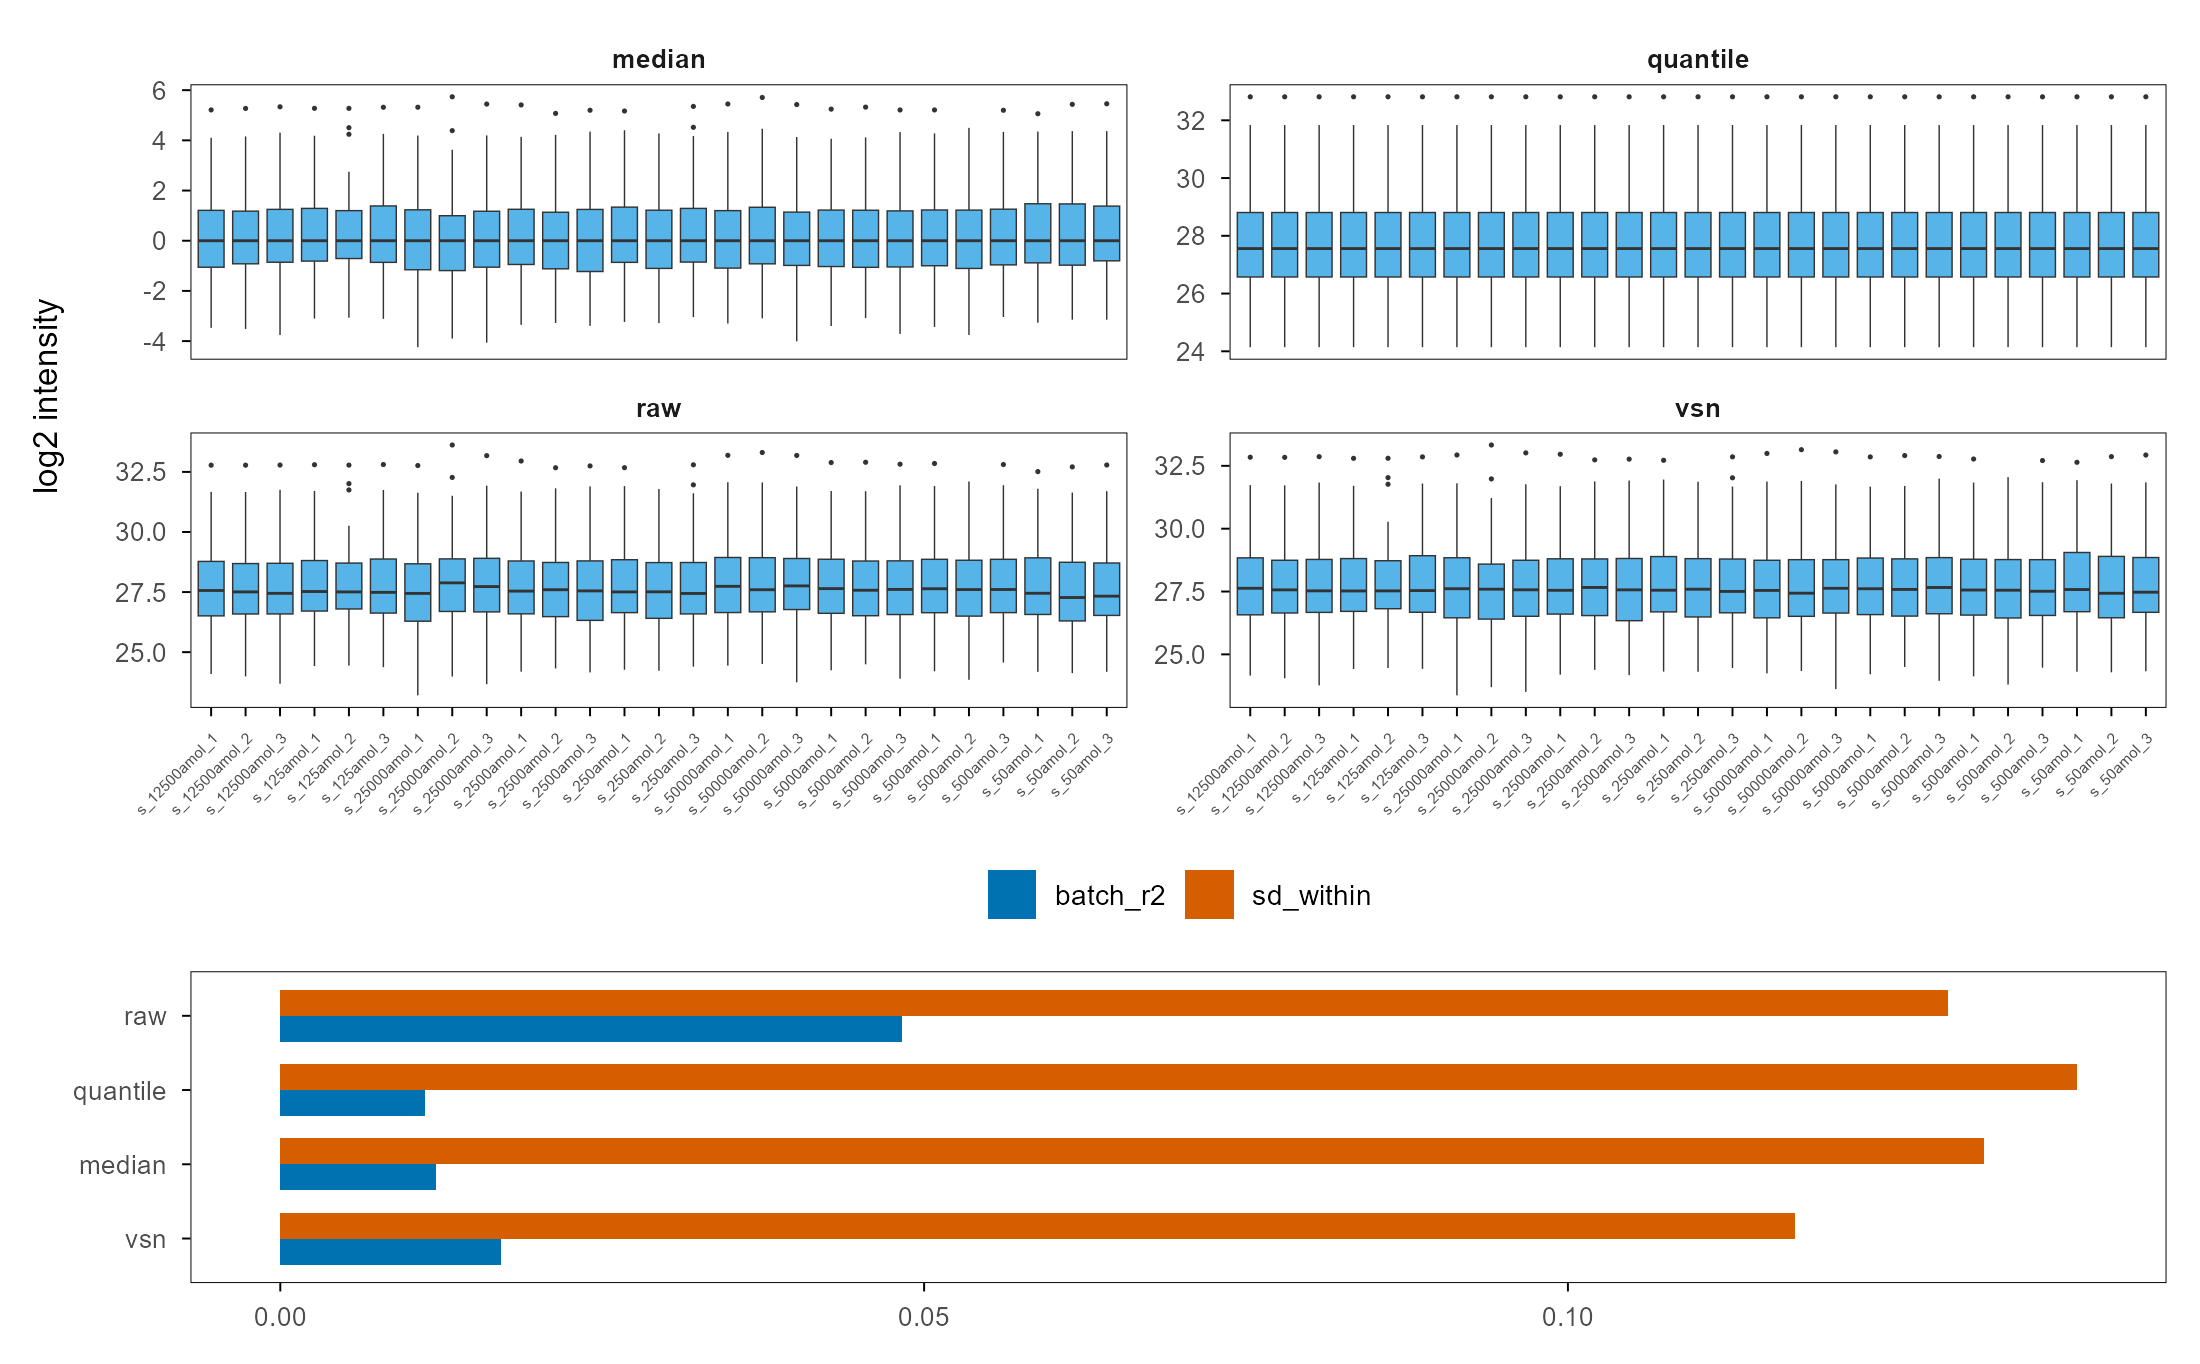 median
quantile
6
4
2
0
-2
-4
32
30
28
26
24
log2 intensity
raw
vsn
32.5
30.0
27.5
25.0
32.5
30.0
27.5
25.0
s_12500amol_1
s_12500amol_2
s_12500amol_3
s_125amol_1
s_125amol_2
s_125amol_3
s_25000amol_1
s_25000amol_2
s_25000amol_3
s_2500amol_1
s_2500amol_2
s_2500amol_3
s_250amol_1
s_250amol_2
s_250amol_3
s_50000amol_1
s_50000amol_2
s_50000amol_3
s_5000amol_1
s_5000amol_2
s_5000amol_3
s_500amol_1
s_500amol_2
s_500amol_3
s_50amol_1
s_50amol_2
s_50amol_3
s_12500amol_1
s_12500amol_2
s_12500amol_3
s_125amol_1
s_125amol_2
s_125amol_3
s_25000amol_1
s_25000amol_2
s_25000amol_3
s_2500amol_1
s_2500amol_2
s_2500amol_3
s_250amol_1
s_250amol_2
s_250amol_3
s_50000amol_1
s_50000amol_2
s_50000amol_3
s_5000amol_1
s_5000amol_2
s_5000amol_3
s_500amol_1
s_500amol_2
s_500amol_3
s_50amol_1
s_50amol_2
s_50amol_3
batch_r2 sd_within
raw
quantile
median
vsn
0.00 0.05 0.10